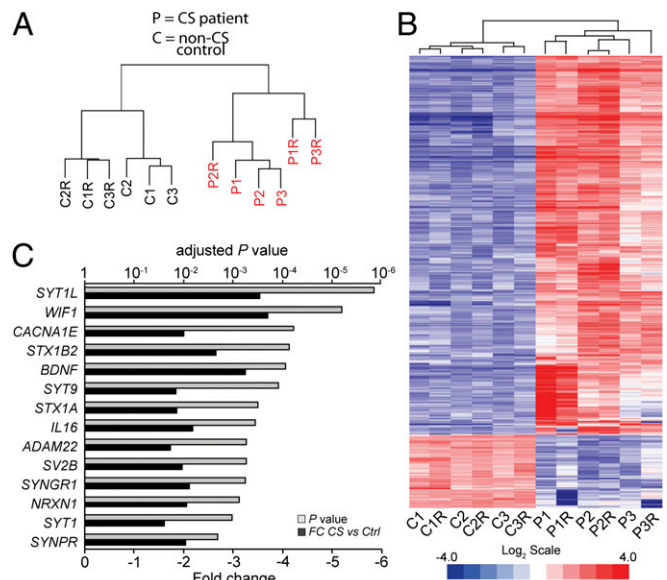 A
P = CS patient
C = non-CS
control
C2R
C1R
C3R
C2
C1
C3
P2R
P1
P2
P3
P1R
P3R
B
C1
C1R
C2
C2R
C3
C3R
P1
P1R
P2
P2R
P3
P3R
-4.0
Log2 Scale
4.0
C
adjusted P value
1 10-1 10-2 10-3 10-4 10-5 10-6
SYT1L
WIF1
CACNA1E
STX1B2
BDNF
SYT9
STX1A
IL16
ADAM22
SV2B
SYNGR1
NRXN1
SYT1
SYNPR
P value
FC CS vs Ctrl
0 -1 -2 -3 -4 -5 -6
Fold change